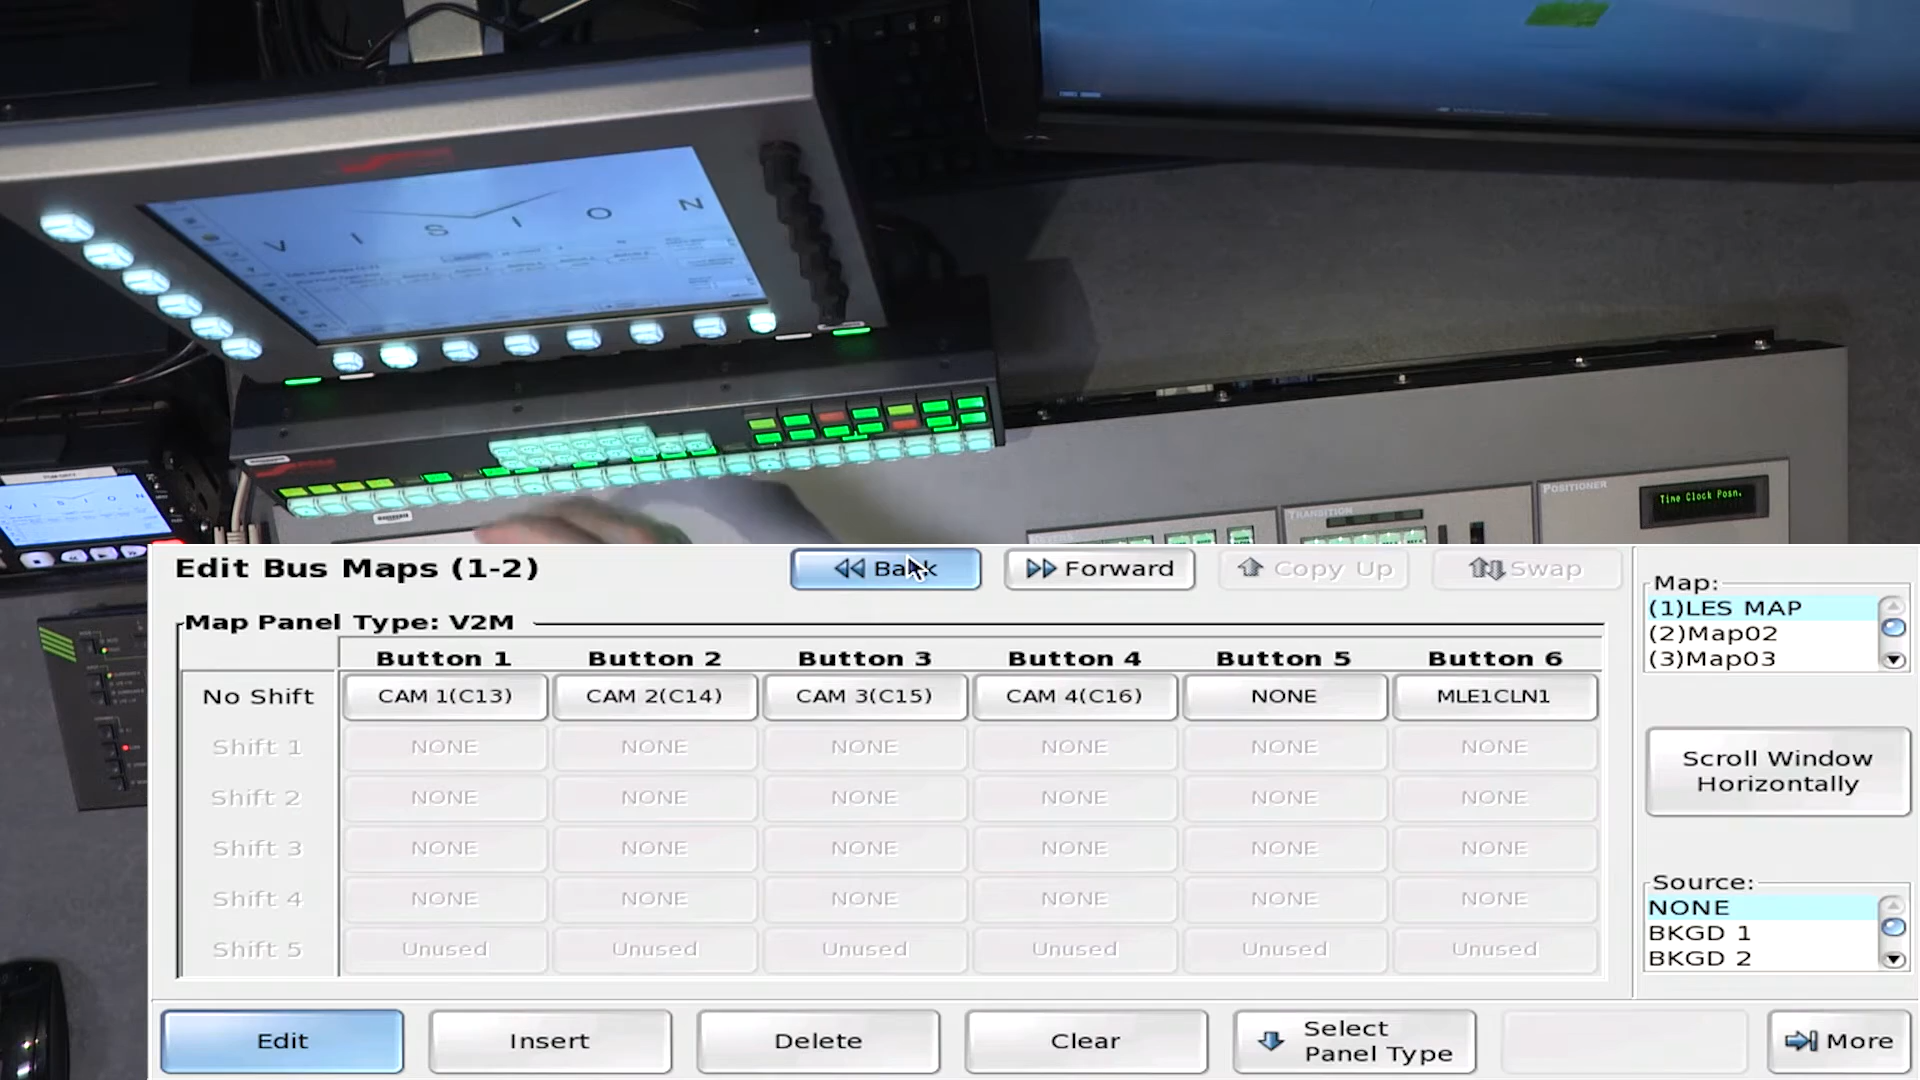 V I S I O N
V I S I O N
TRANSITION
POSITIONER
Time Clock Posn.
Edit Bus Maps (1-2)
Back
Forward
Copy Up
Swap
Map Panel Type: V2M
Button 1 Button 2 Button 3 Button 4 Button 5 Button 6
No Shift CAM 1(C13) CAM 2(C14) CAM 3(C15) CAM 4(C16) NONE MLE1CLN1
Shift 1 NONE NONE NONE NONE NONE NONE
Shift 2 NONE NONE NONE NONE NONE NONE
Shift 3 NONE NONE NONE NONE NONE NONE
Shift 4 NONE NONE NONE NONE NONE NONE
Shift 5 Unused Unused Unused Unused Unused Unused
Map:
(1)LES MAP
(2)Map02
(3)Map03
Scroll Window
Horizontally
Source:
NONE
BKGD 1
BKGD 2
Edit
Insert
Delete
Clear
Select
Panel Type
More